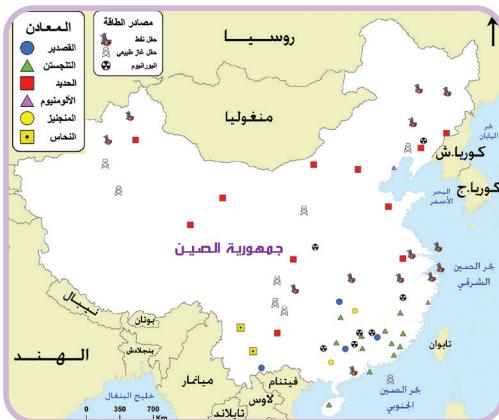 المعادن
القصدير
التنجستن
الحديد
الألومنيوم
المنجنيز
النحاس
مصادر الطاقة
حقل نفط
حقل غاز طبيعي
اليورانيوم
روسيـــا
منغوليا
بحر
اليابان
كوريا.ش
كوريا.ج
البحر
الأصفر
جمهورية الصين
بحر الصين
الشرقي
نيبال
بوتان
بنجلادش
الهند
ميانمار
فيتنام
لاوس
تايلاند
تايوان
بحر الصين
الجنوبي
خليج البنغال
0 350 700
Km